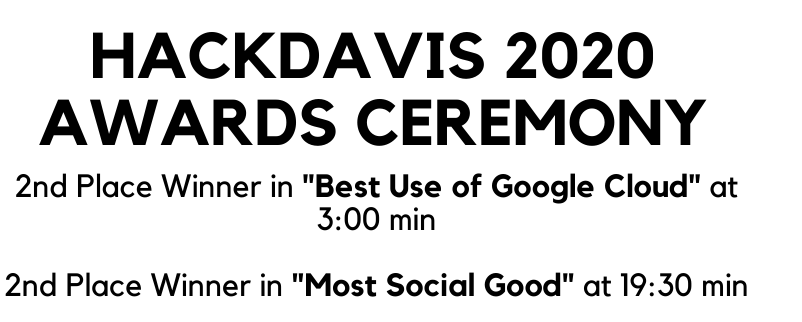 HACKDAVIS 2020
AWARDS CEREMONY
2nd Place Winner in "Best Use of Google Cloud" at
3:00 min
2nd Place Winner in "Most Social Good" at 19:30 min